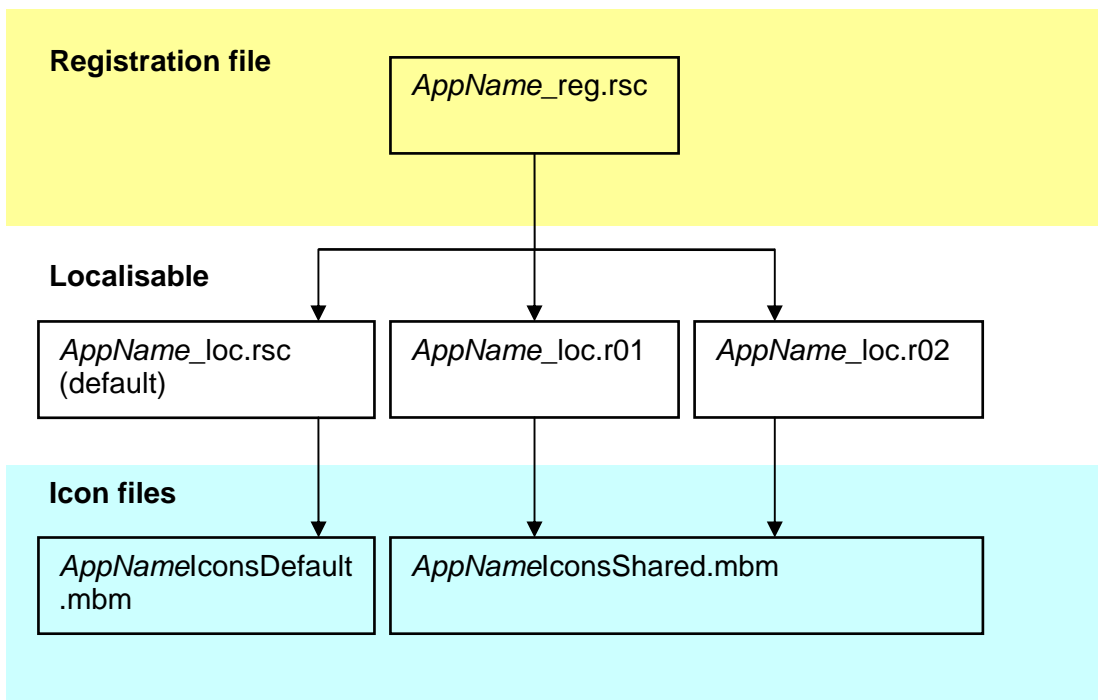 Registration file
AppName_reg.rsc
Localisable
AppName_loc.rsc
(default)
AppName_loc.r01
AppName_loc.r02
Icon files
AppNameIconsDefault
.mbm
AppNameIconsShared.mbm